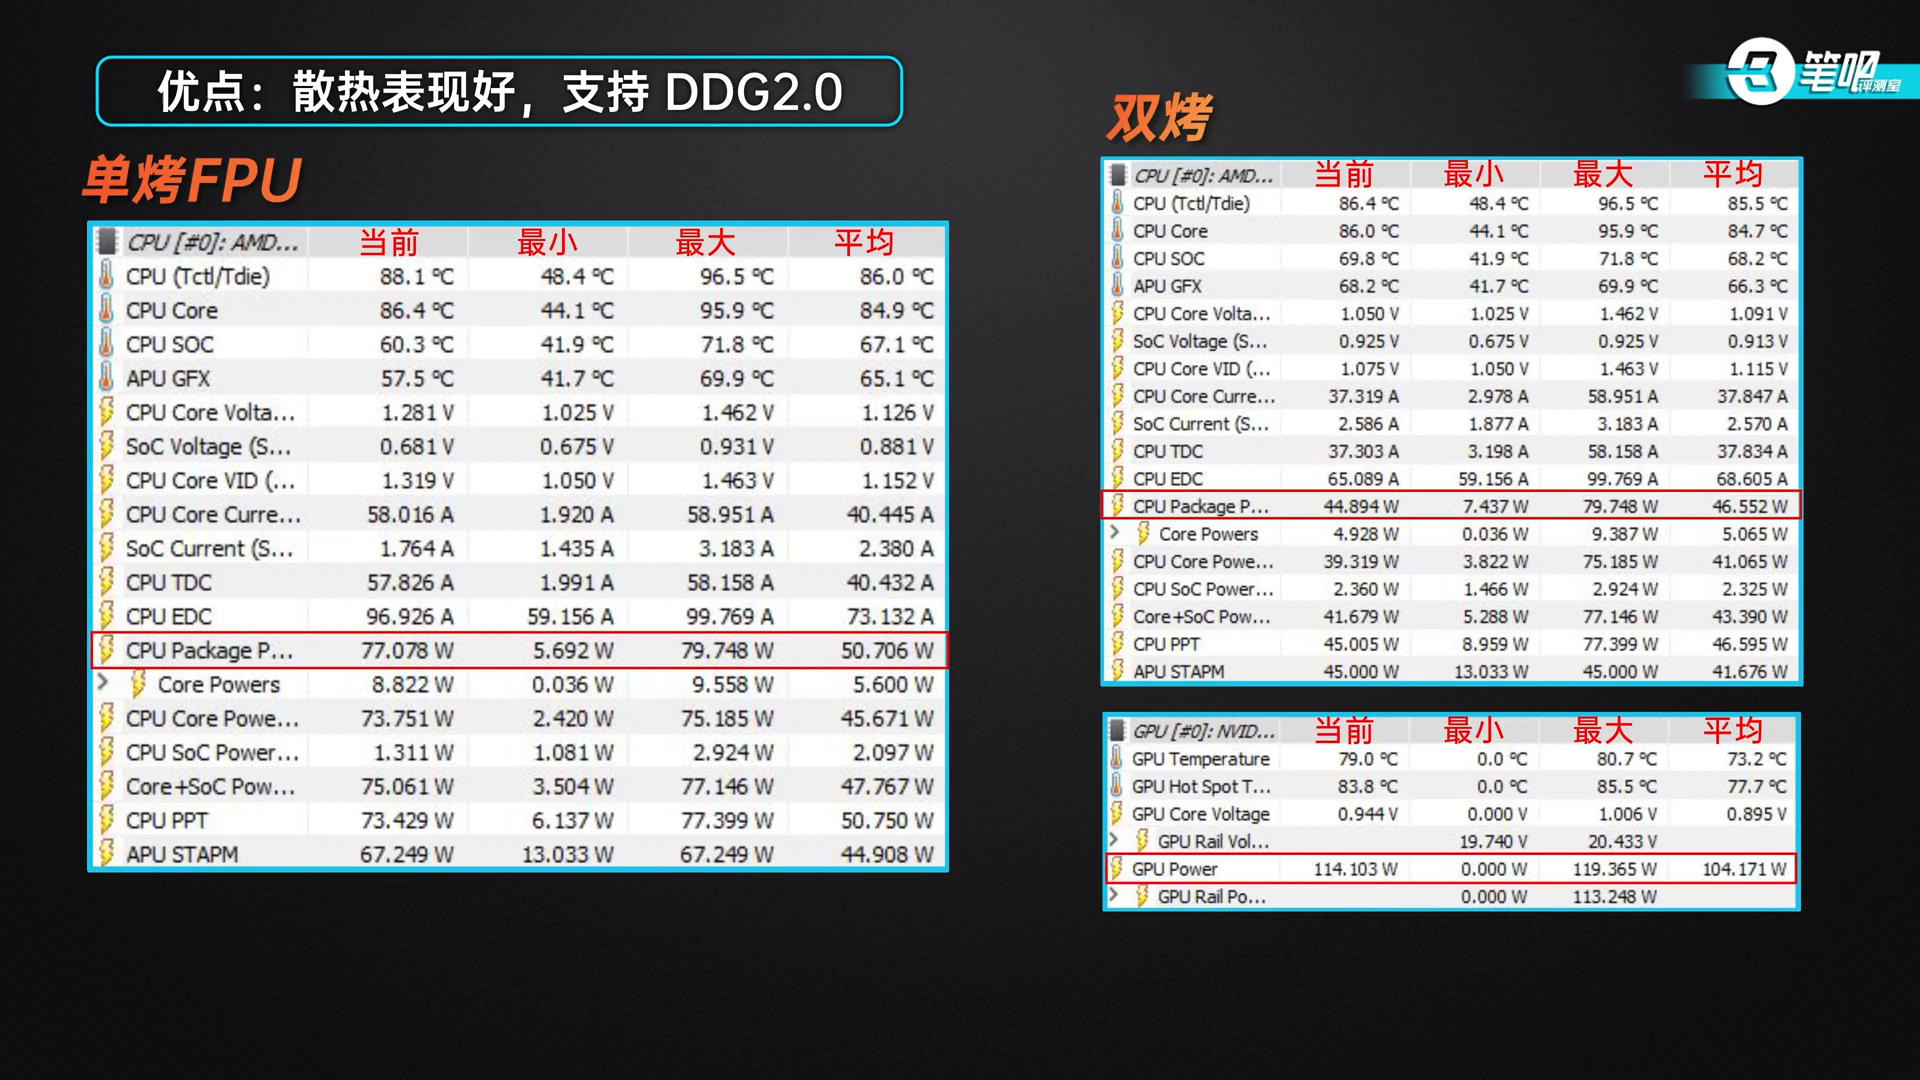 优点：散热表现好，支持 DDG2.0
笔吧评测室
单烤FPU
CPU [#0]: AMD... 当前 最小 最大 平均
CPU (Tctl/Tdie) 88.1 ℃ 48.4 ℃ 96.5 ℃ 86.0 ℃
CPU Core 86.4 ℃ 44.1 ℃ 95.9 ℃ 84.9 ℃
CPU SOC 60.3 ℃ 41.9 ℃ 71.8 ℃ 67.1 ℃
APU GFX 57.5 ℃ 41.7 ℃ 69.9 ℃ 65.1 ℃
CPU Core Volta... 1.281 V 1.025 V 1.462 V 1.126 V
SoC Voltage (S... 0.681 V 0.675 V 0.931 V 0.881 V
CPU Core VID (... 1.319 V 1.050 V 1.463 V 1.152 V
CPU Core Curre... 58.016 A 1.920 A 58.951 A 40.445 A
SoC Current (S... 1.764 A 1.435 A 3.183 A 2.380 A
CPU TDC 57.826 A 1.991 A 58.158 A 40.432 A
CPU EDC 96.926 A 59.156 A 99.769 A 73.132 A
CPU Package P... 77.078 W 5.692 W 79.748 W 50.706 W
Core Powers 8.822 W 0.036 W 9.558 W 5.600 W
CPU Core Powe... 73.751 W 2.420 W 75.185 W 45.671 W
CPU SoC Power... 1.311 W 1.081 W 2.924 W 2.097 W
Core+SoC Pow... 75.061 W 3.504 W 77.146 W 47.767 W
CPU PPT 73.429 W 6.137 W 77.399 W 50.750 W
APU STAPM 67.249 W 13.033 W 67.249 W 44.908 W
双烤
CPU [#0]: AMD... 当前 最小 最大 平均
CPU (Tctl/Tdie) 86.4 ℃ 48.4 ℃ 96.5 ℃ 85.5 ℃
CPU Core 86.0 ℃ 44.1 ℃ 95.9 ℃ 84.7 ℃
CPU SOC 69.8 ℃ 41.9 ℃ 71.8 ℃ 68.2 ℃
APU GFX 68.2 ℃ 41.7 ℃ 69.9 ℃ 66.3 ℃
CPU Core Volta... 1.050 V 1.025 V 1.462 V 1.091 V
SoC Voltage (S... 0.925 V 0.675 V 0.925 V 0.913 V
CPU Core VID (... 1.075 V 1.050 V 1.463 V 1.115 V
CPU Core Curre... 37.319 A 2.978 A 58.951 A 37.847 A
SoC Current (S... 2.586 A 1.877 A 3.183 A 2.570 A
CPU TDC 37.303 A 3.198 A 58.158 A 37.834 A
CPU EDC 65.089 A 59.156 A 99.769 A 68.605 A
CPU Package P... 44.894 W 7.437 W 79.748 W 46.552 W
Core Powers 4.928 W 0.036 W 9.387 W 5.065 W
CPU Core Powe... 39.319 W 3.822 W 75.185 W 41.065 W
CPU SoC Power... 2.360 W 1.466 W 2.924 W 2.325 W
Core+SoC Pow... 41.679 W 5.288 W 77.146 W 43.390 W
CPU PPT 45.005 W 8.959 W 77.399 W 46.595 W
APU STAPM 45.000 W 13.033 W 45.000 W 41.676 W
GPU [#0]: NVID... 当前 最小 最大 平均
GPU Temperature 79.0 ℃ 0.0 ℃ 80.7 ℃ 73.2 ℃
GPU Hot Spot T... 83.8 ℃ 0.0 ℃ 85.5 ℃ 77.7 ℃
GPU Core Voltage 0.944 V 0.000 V 1.006 V 0.895 V
GPU Rail Vol... 19.740 V 20.433 V
GPU Power 114.103 W 0.000 W 119.365 W 104.171 W
GPU Rail Po... 0.000 W 113.248 W